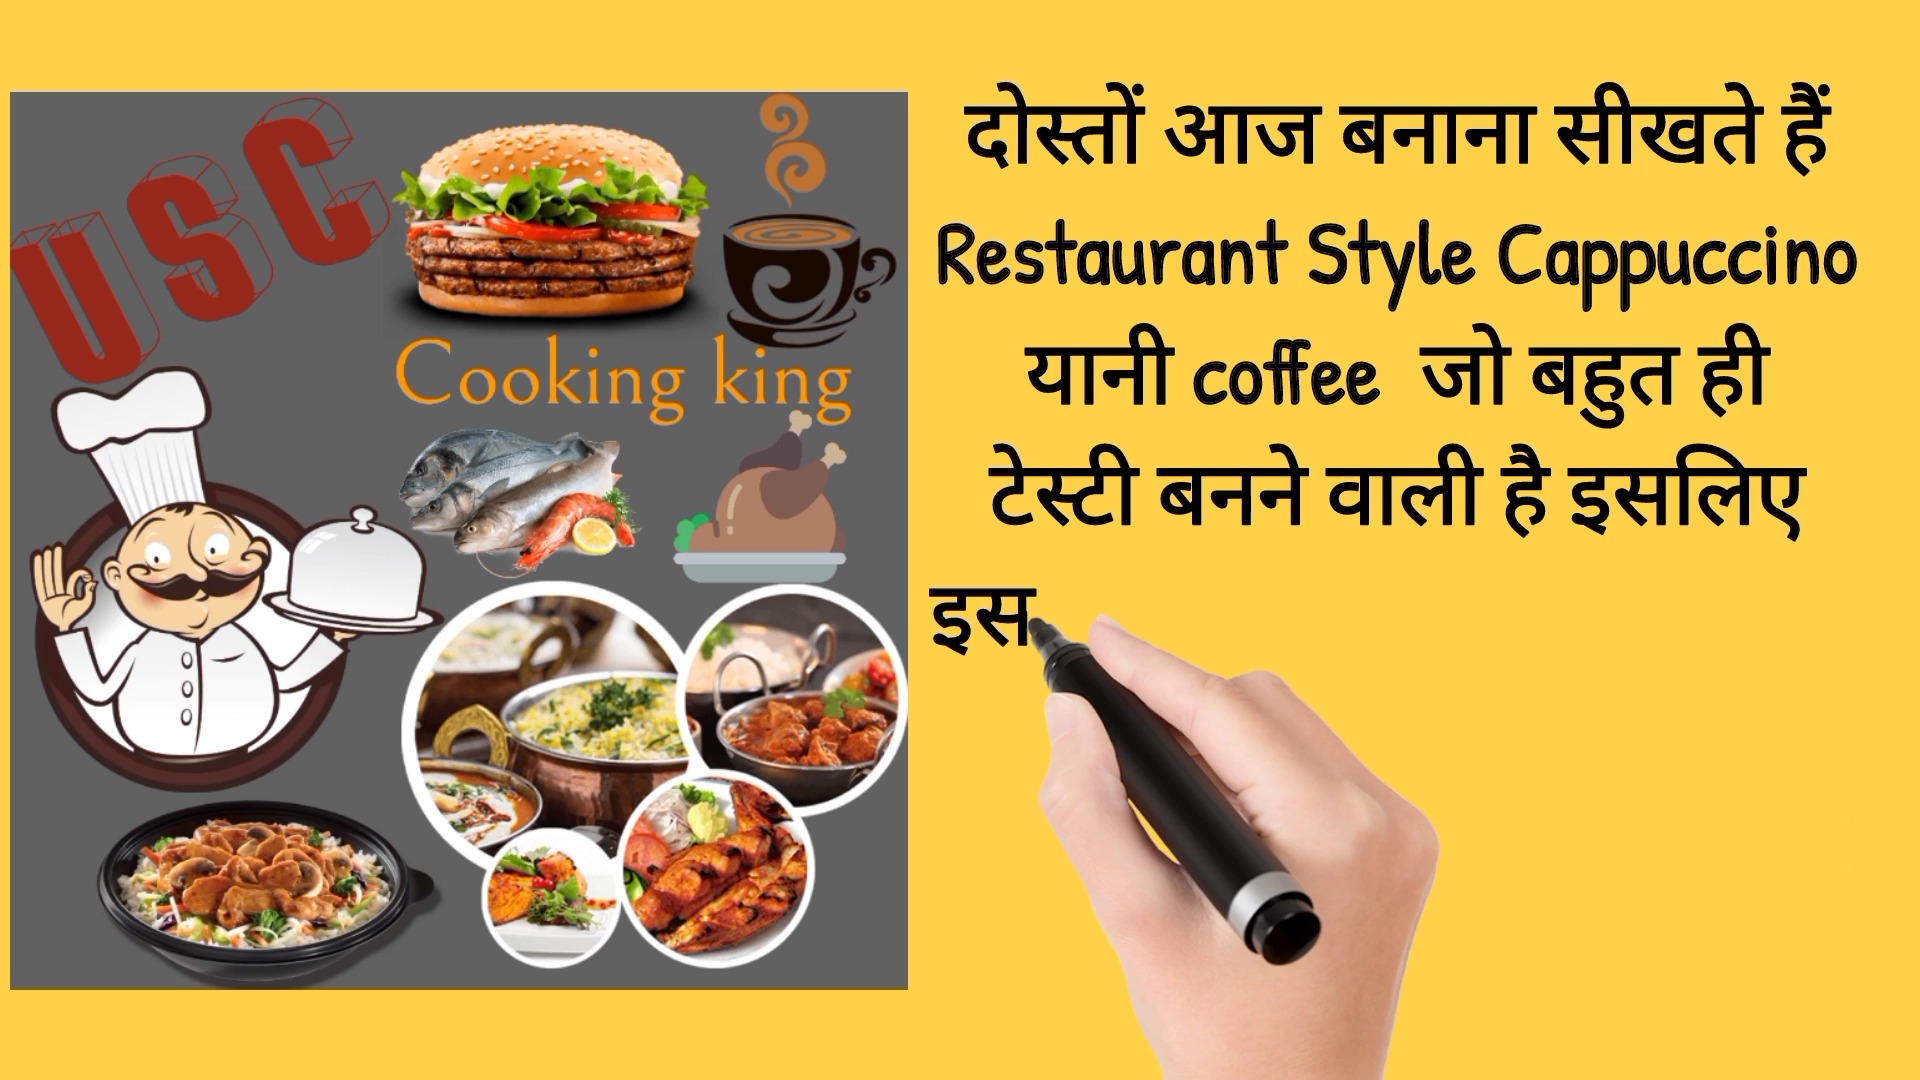 USC
Cooking king
दोस्तों आज बनाना सीखते हैं
Restaurant Style Cappuccino
यानी coffee जो बहुत ही
टेस्टी बनने वाली है इसलिए
इस